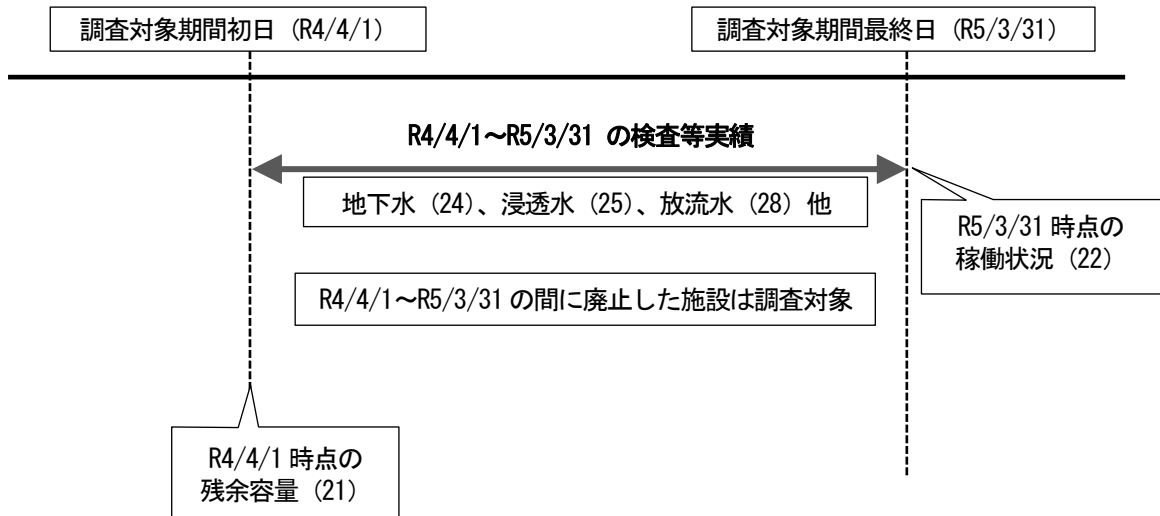 調査対象期間初日（R4/4/1）
調査対象期間最終日（R5/3/31）
R4/4/1～R5/3/31 の検査等実績
地下水（24）、浸透水（25）、放流水（28）他
R5/3/31 時点の
稼働状況（22）
R4/4/1～R5/3/31 の間に廃止した施設は調査対象
R4/4/1 時点の
残余容量（21）